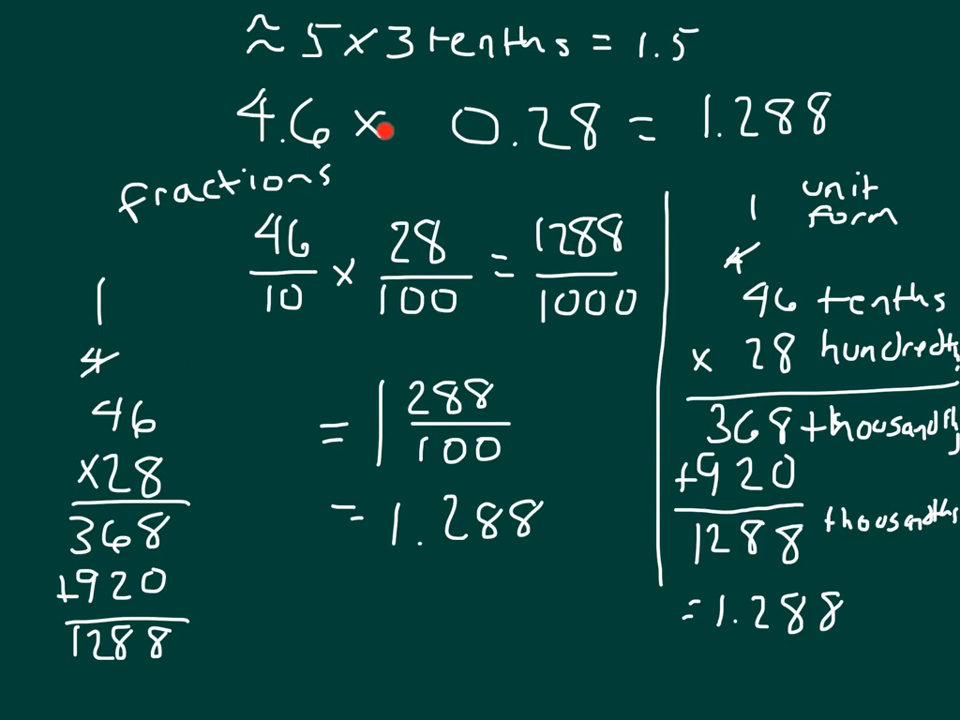 ≈ 5 x 3 tenths = 1.5
4.6 x 0.28 = 1.288
fractions
46/10 x 28/100 = 1288/1000
= 1 288/100
= 1.288
1
4
46
x28
368
+920
1288
unit form
1
4
46 tenths
x 28 hundredths
368 thousandths
+920
1288 thousandths
= 1.288